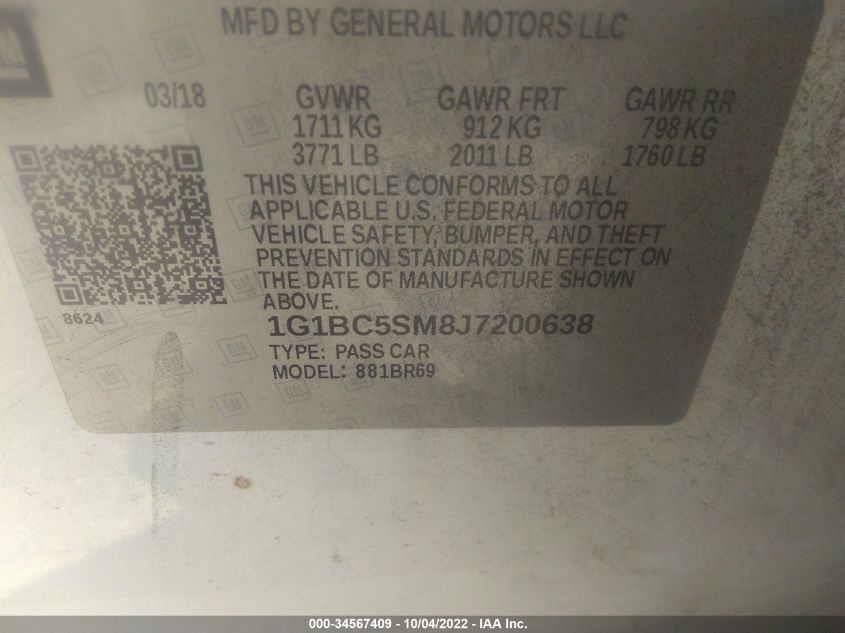 MFD BY GENERAL MOTORS LLC
GM
03/18 GVWR GAWR FRT GAWR RR
1711 KG 912 KG 798 KG
3771 LB 2011 LB 1760 LB
THIS VEHICLE CONFORMS TO ALL
APPLICABLE U.S. FEDERAL MOTOR
VEHICLE SAFETY, BUMPER, AND THEFT
PREVENTION STANDARDS IN EFFECT ON
THE DATE OF MANUFACTURE SHOWN
ABOVE.
8624
1G1BC5SM8J7200638
TYPE: PASS CAR
MODEL: 881BR69
000-34567409 - 10/04/2022 - IAA Inc.